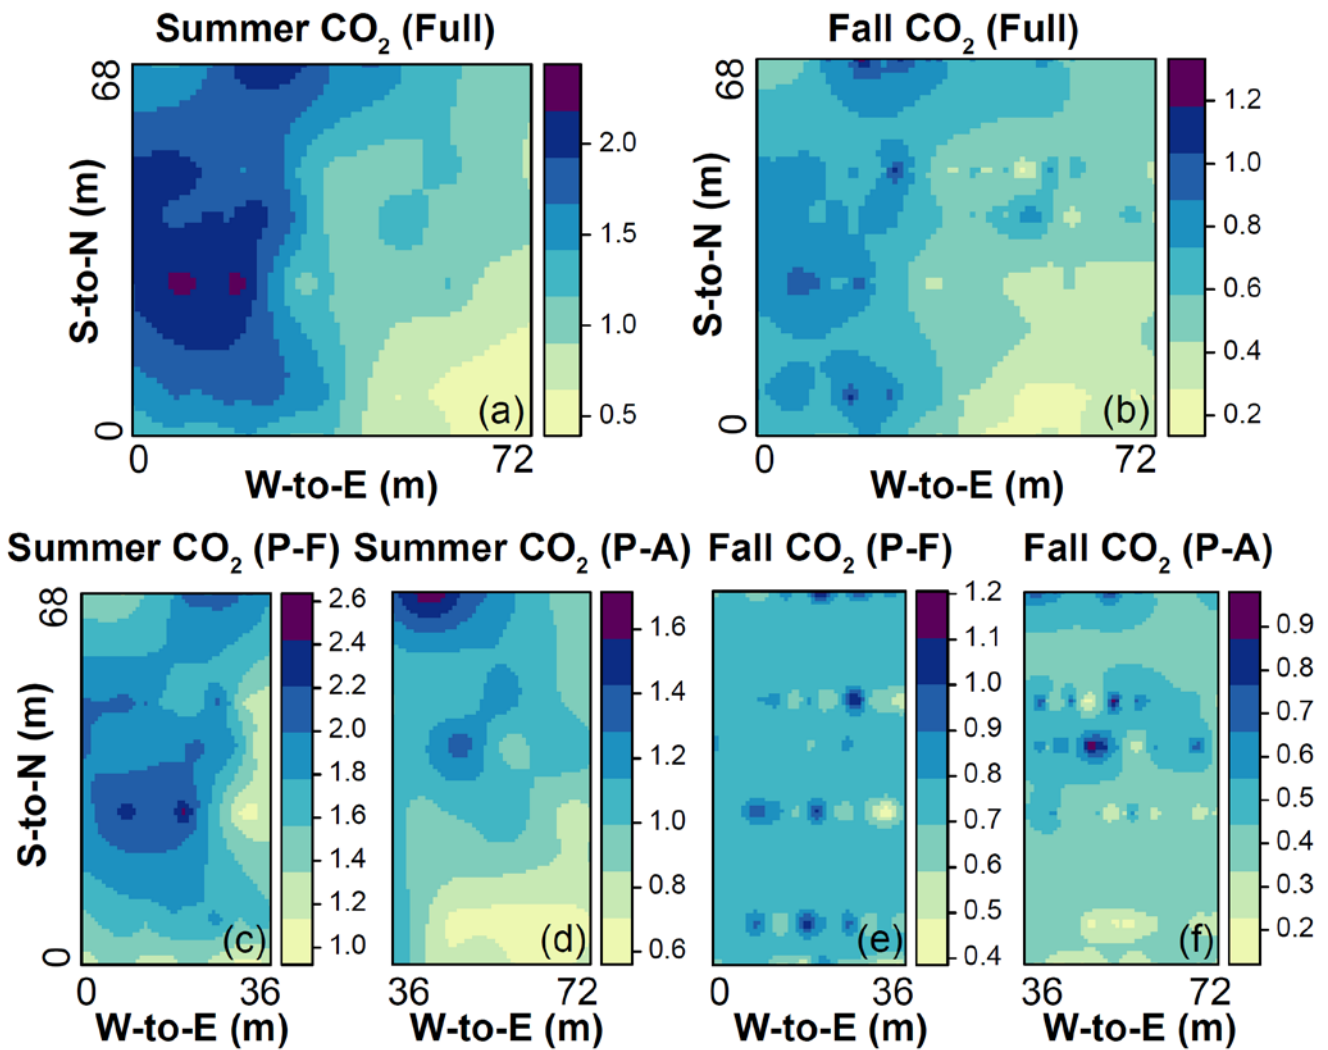 Summer CO2 (Full)
Fall CO2 (Full)
68
0
S-to-N (m)
2.0
1.5
1.0
0.5
(a)
0
72
W-to-E (m)
68
0
S-to-N (m)
1.2
1.0
0.8
0.6
0.4
0.2
(b)
0
72
W-to-E (m)
Summer CO2 (P-F)
Summer CO2 (P-A)
Fall CO2 (P-F)
Fall CO2 (P-A)
68
0
S-to-N (m)
2.6
2.4
2.2
2.0
1.8
1.6
1.4
1.2
1.0
(c)
0
36
W-to-E (m)
1.6
1.4
1.2
1.0
0.8
0.6
(d)
36
72
W-to-E (m)
1.2
1.1
1.0
0.9
0.8
0.7
0.6
0.5
0.4
(e)
0
36
W-to-E (m)
0.9
0.8
0.7
0.6
0.5
0.4
0.3
0.2
(f)
36
72
W-to-E (m)